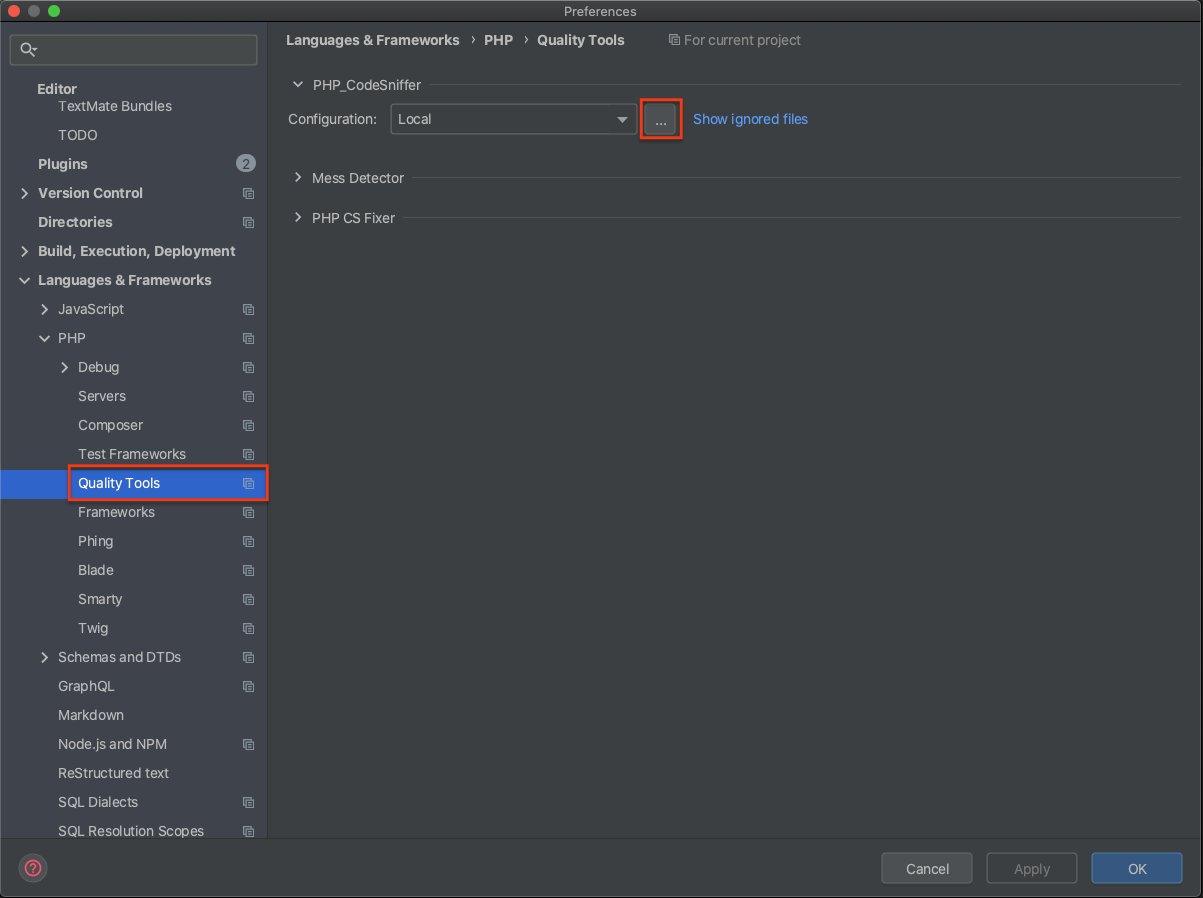 Preferences
Languages & Frameworks › PHP › Quality Tools For current project
PHP_CodeSniffer
Configuration: Local ... Show ignored files
Mess Detector
PHP CS Fixer
Editor
TextMate Bundles
TODO
Plugins 2
Version Control
Directories
Build, Execution, Deployment
Languages & Frameworks
JavaScript
PHP
Debug
Servers
Composer
Test Frameworks
Quality Tools
Frameworks
Phing
Blade
Smarty
Twig
Schemas and DTDs
GraphQL
Markdown
Node.js and NPM
ReStructured text
SQL Dialects
SQL Resolution Scopes
?
Cancel Apply OK